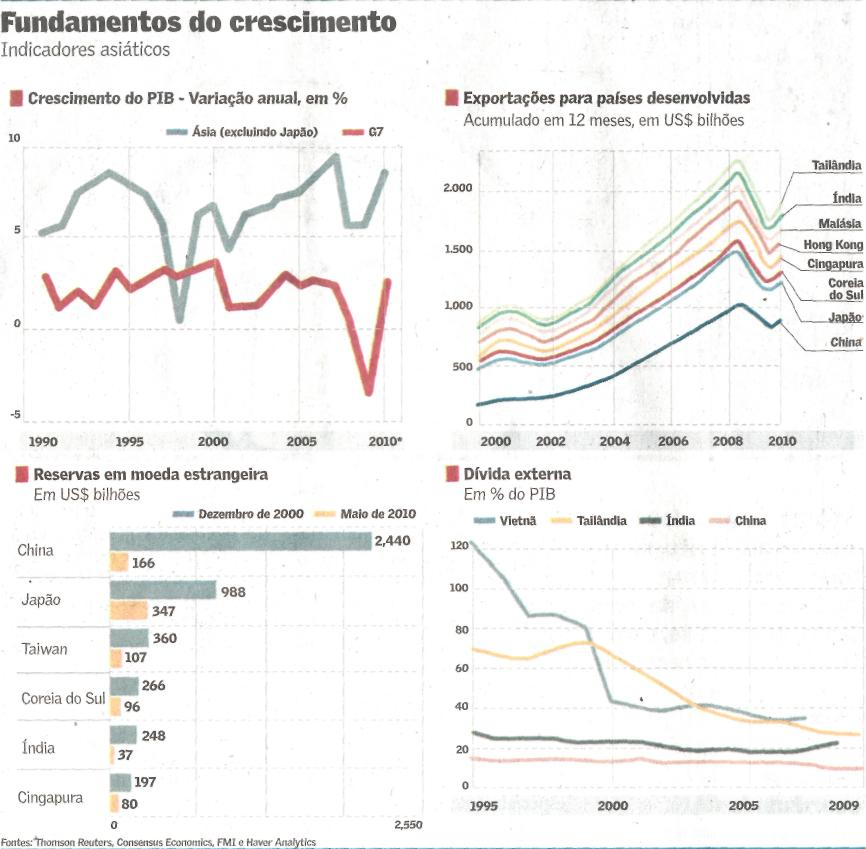 Fundamentos do crescimento
Indicadores asiáticos
Crescimento do PIB - Variação anual, em %
Ásia (excluindo Japão)
G7
10
5
0
-5
1990
1995
2000
2005
2010*
Exportações para países desenvolvidas
Acumulado em 12 meses, em US$ bilhões
2.000
1.500
1.000
500
0
2000
2002
2004
2006
2008
2010
Tailândia
Índia
Malásia
Hong Kong
Cingapura
Coreia
do Sul
Japão
China
Reservas em moeda estrangeira
Em US$ bilhões
Dezembro de 2000
Maio de 2010
China
2,440
166
Japão
988
347
Taiwan
360
107
Coreia do Sul
266
96
Índia
248
37
Cingapura
197
80
0
2,550
Dívida externa
Em % do PIB
Vietnã
Tailândia
Índia
China
120
100
80
60
40
20
0
1995
2000
2005
2009
Fontes: Thomson Reuters, Consensus Economics, FMI e Haver Analytics